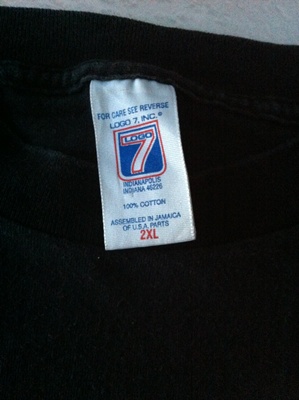 FOR CARE SEE REVERSE
LOGO 7, INC.®
LOGO
7
INDIANAPOLIS
INDIANA 46226
100% COTTON
ASSEMBLED IN JAMAICA
OF U.S.A. PARTS
2XL